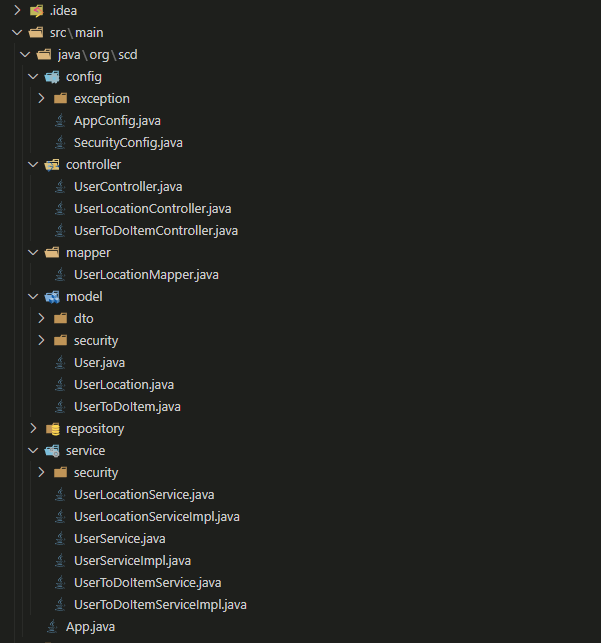 .idea
src\main
java\org\scd
config
exception
AppConfig.java
SecurityConfig.java
controller
UserController.java
UserLocationController.java
UserToDoItemController.java
mapper
UserLocationMapper.java
model
dto
security
User.java
UserLocation.java
UserToDoItem.java
repository
service
security
UserLocationService.java
UserLocationServiceImpl.java
UserService.java
UserServiceImpl.java
UserToDoItemService.java
UserToDoItemServiceImpl.java
App.java